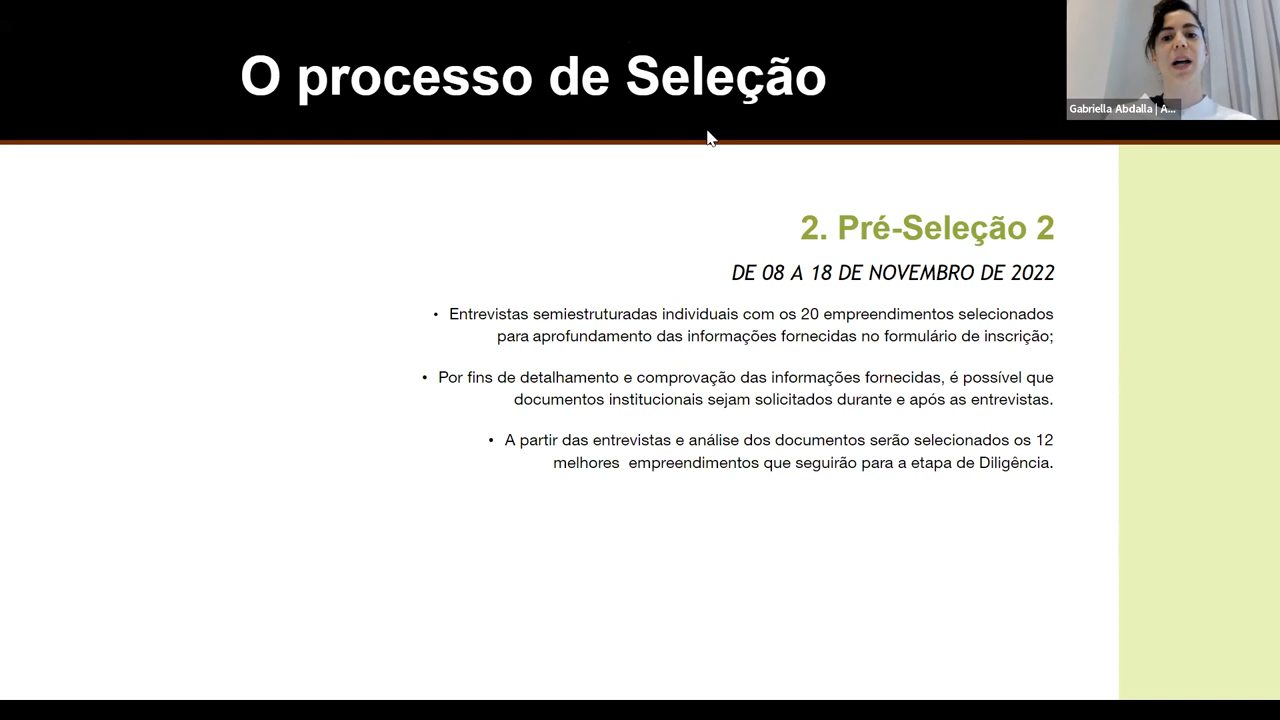 O processo de Seleção
Gabriella Abdalla | A...
2. Pré-Seleção 2
DE 08 A 18 DE NOVEMBRO DE 2022
• Entrevistas semiestruturadas individuais com os 20 empreendimentos selecionados
para aprofundamento das informações fornecidas no formulário de inscrição;
• Por fins de detalhamento e comprovação das informações fornecidas, é possível que
documentos institucionais sejam solicitados durante e após as entrevistas.
• A partir das entrevistas e análise dos documentos serão selecionados os 12
melhores  empreendimentos que seguirão para a etapa de Diligência.